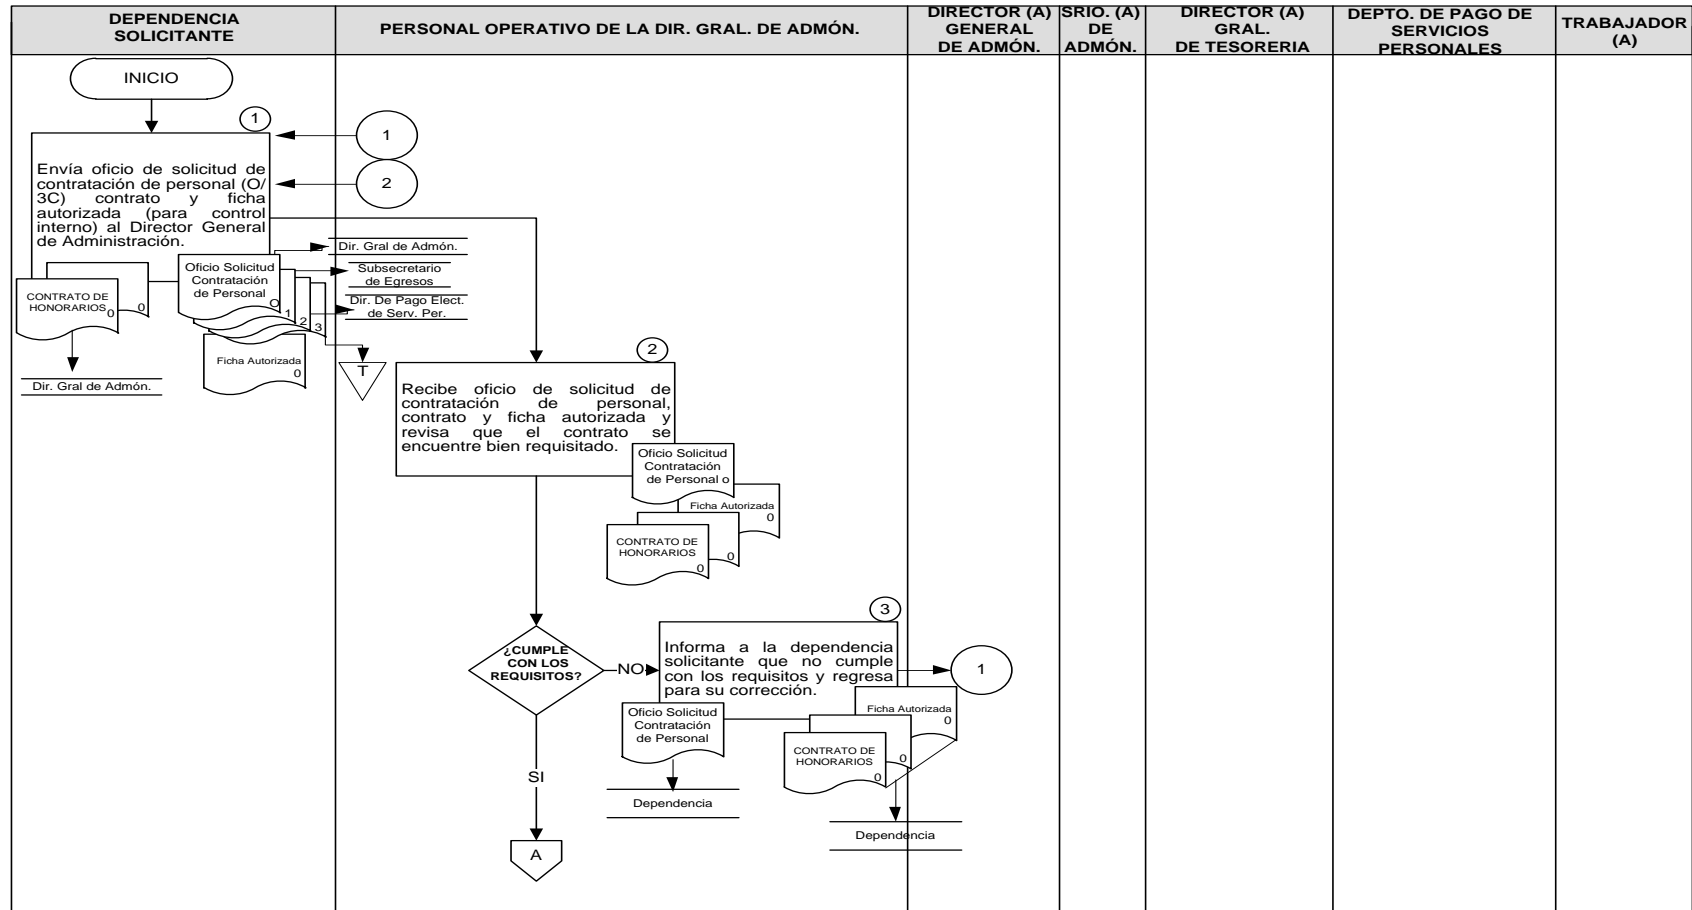 DEPENDENCIA
SOLICITANTE
PERSONAL OPERATIVO DE LA DIR. GRAL. DE ADMÓN.
DIRECTOR (A)
GENERAL
DE ADMÓN.
SRIO. (A)
DE
ADMÓN.
DIRECTOR (A)
GRAL.
DE TESORERIA
DEPTO. DE PAGO DE
SERVICIOS
PERSONALES
TRABAJADOR
(A)
INICIO
1
1
2
Envía oficio de solicitud de
contratación de personal (O/
3C) contrato y ficha
autorizada (para control
interno) al Director General
de Administración.
Dir. Gral de Admón.
Subsecretario
de Egresos
Dir. De Pago Elect.
de Serv. Per.
Oficio Solicitud
Contratación
de Personal
O
1
2
3
CONTRATO DE
HONORARIOS
0
0
Ficha Autorizada
0
T
Dir. Gral de Admón.
2
Recibe oficio de solicitud de
contratación de personal,
contrato y ficha autorizada y
revisa que el contrato se
encuentre bien requisitado.
Oficio Solicitud
Contratación
de Personal o
Ficha Autorizada
0
CONTRATO DE
HONORARIOS
0
0
¿CUMPLE
CON LOS
REQUISITOS?
NO
3
Informa a la dependencia
solicitante que no cumple
con los requisitos y regresa
para su corrección.
1
Oficio Solicitud
Contratación
de Personal
Ficha Autorizada
0
CONTRATO DE
HONORARIOS
0
0
Dependencia
Dependencia
SI
A